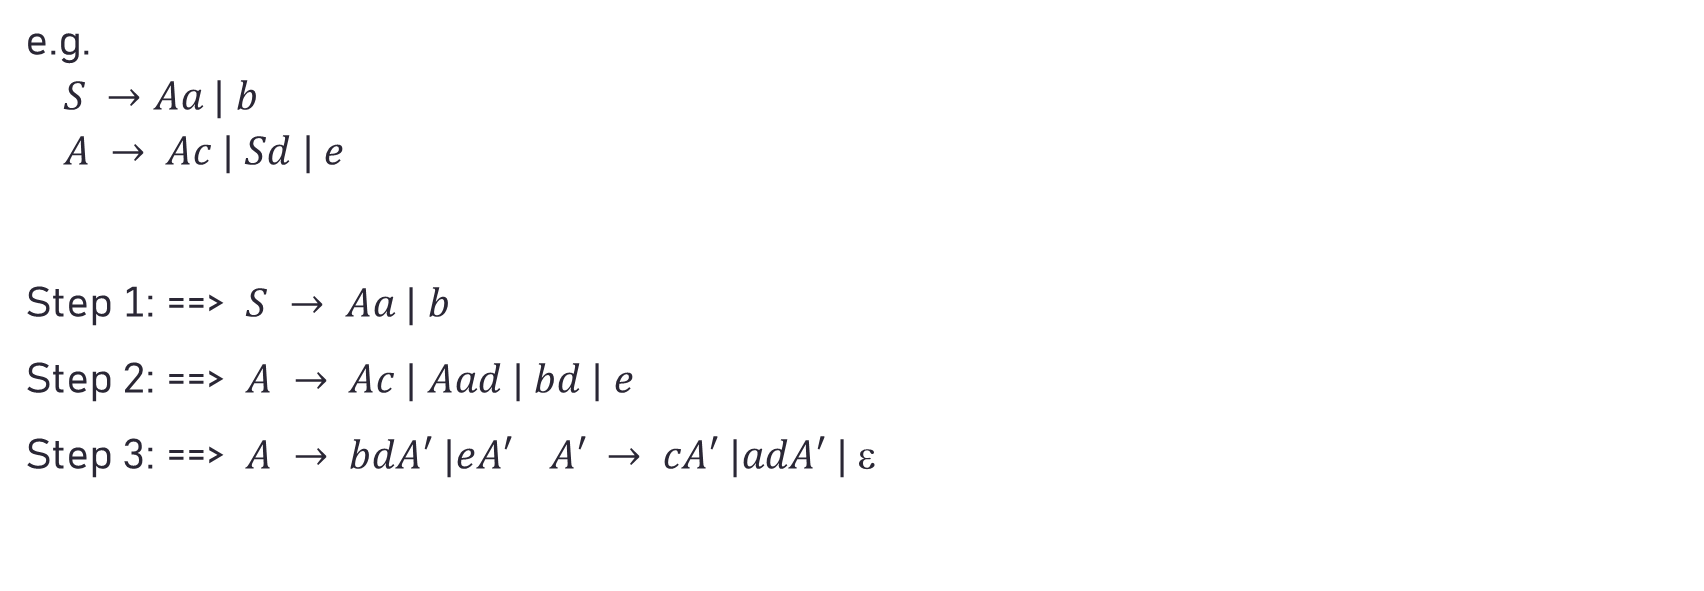 e.g.
S → Aa | b
A → Ac | Sd | e
Step 1: ==> S → Aa | b
Step 2: ==> A → Ac | Aad | bd | e
Step 3: ==> A → bdA′ |eA′ A′ → cA′ |adA′ | ε